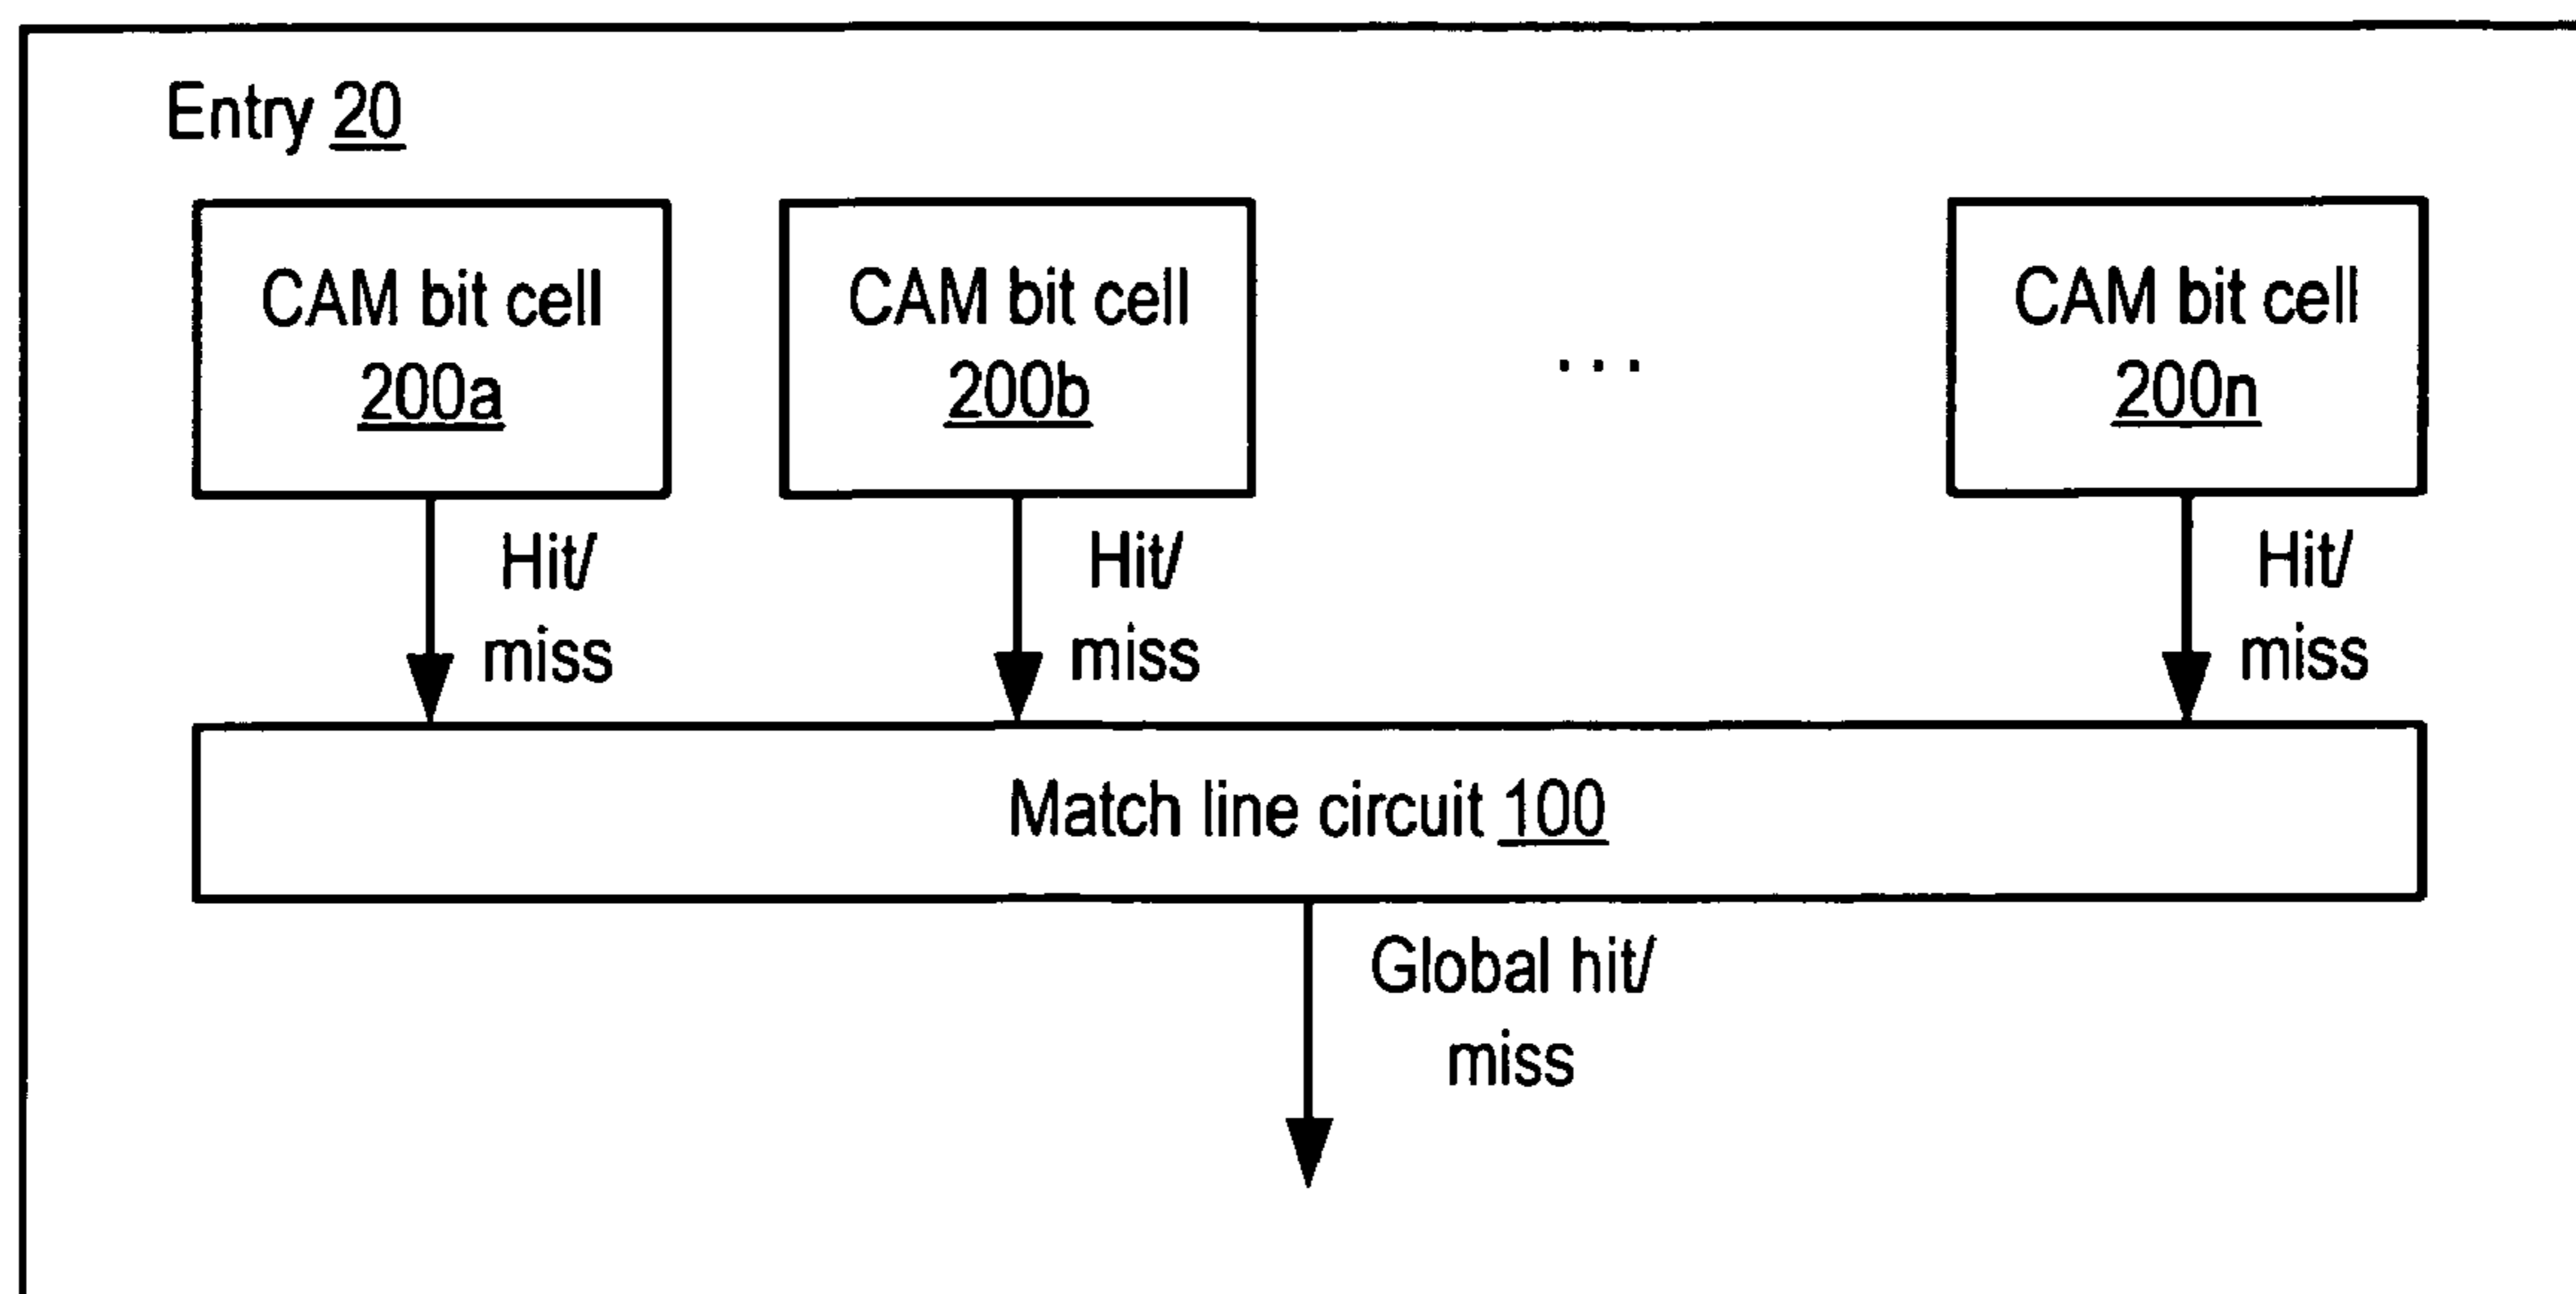 Entry 20
CAM bit cell
200a
CAM bit cell
200b
...
CAM bit cell
200n
Hit/
miss
Hit/
miss
Hit/
miss
Match line circuit 100
Global hit/
miss